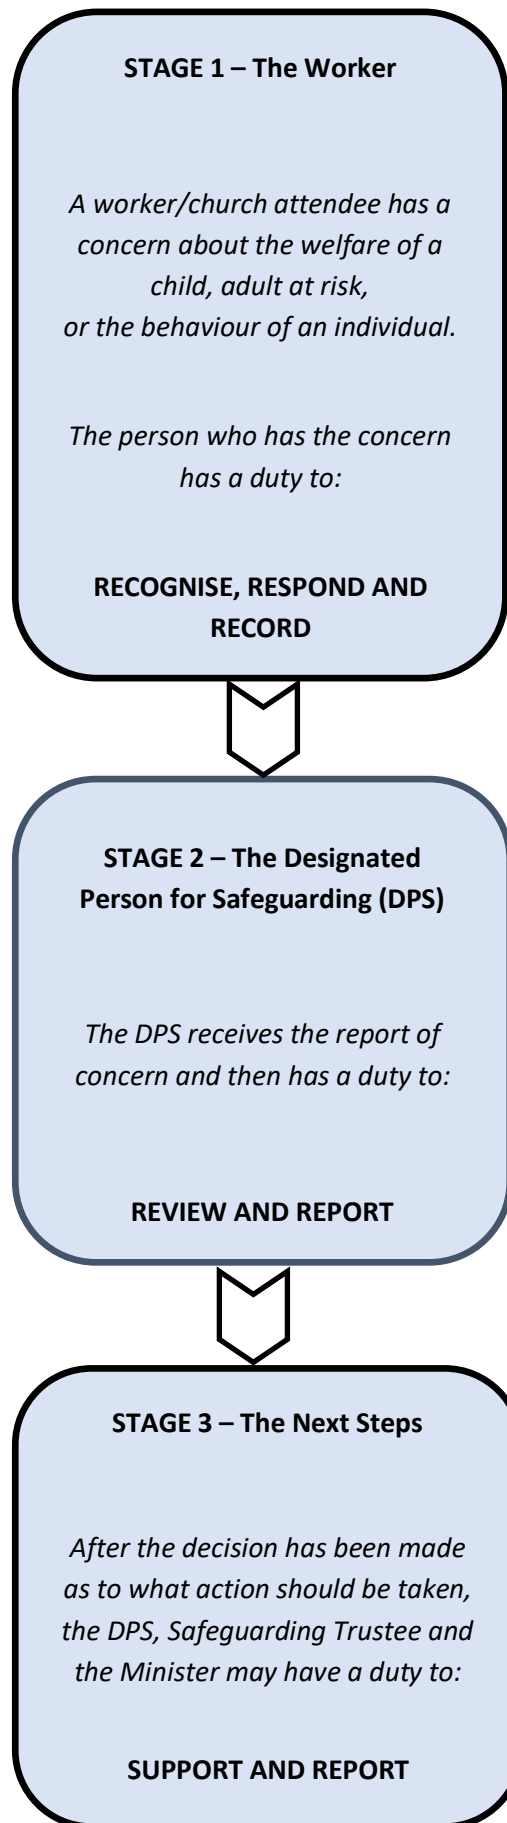 STAGE 1 – The Worker
A worker/church attendee has a
concern about the welfare of a
child, adult at risk,
or the behaviour of an individual.
The person who has the concern
has a duty to:
RECOGNISE, RESPOND AND
RECORD
STAGE 2 – The Designated
Person for Safeguarding (DPS)
The DPS receives the report of
concern and then has a duty to:
REVIEW AND REPORT
STAGE 3 – The Next Steps
After the decision has been made
as to what action should be taken,
the DPS, Safeguarding Trustee and
the Minister may have a duty to:
SUPPORT AND REPORT